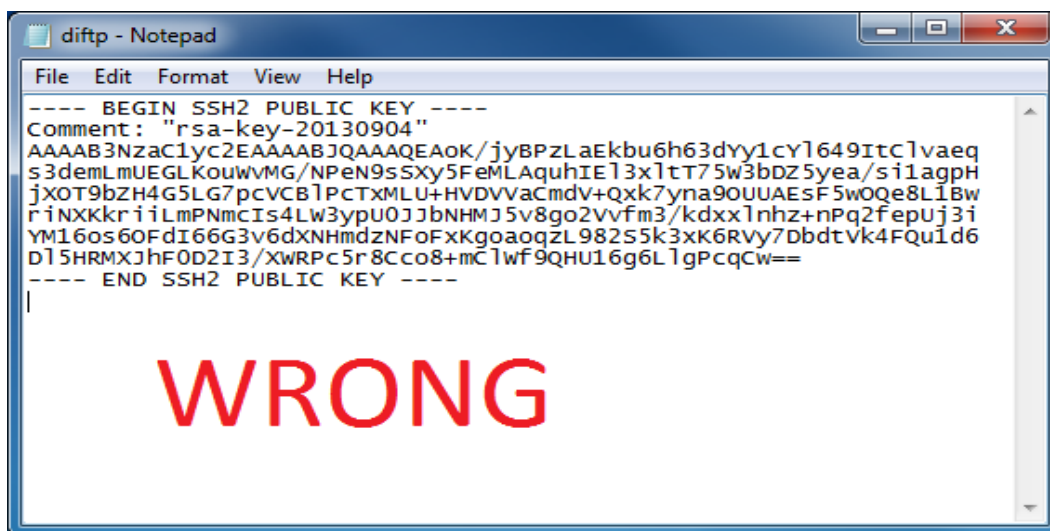 diftp - Notepad
File Edit Format View Help
---- BEGIN SSH2 PUBLIC KEY ----
Comment: "rsa-key-20130904"
AAAAB3NzaC1yc2EAAAABJQAAAQEAoK/jyBPzLaEkbu6h63dYy1cYl649ItClvaeq
s3demLmUEGLKouWvMG/NPeN9sSXy5FeMLAquhIEl3xltT75W3bDZ5yea/si1agpH
jXOT9bZH4G5LG7pcVCBlPcTxMLU+HVDVVaCmdV+Qxk7yna9OUUAEsF5wOQe8L1Bw
riNXKkriiLmPNmcIs4LW3ypU0JJbNHMJ5v8go2Vvfm3/kdxxlnhz+nPq2fepUj3i
YM16os6OFdI66G3v6dXNHmdzNFoFxKgoaoqzL982S5k3xK6RVy7DbdtVk4FQu1d6
Dl5HRMXJhF0D2I3/XWRPc5r8Cco8+mClWf9QHU16g6LlgPcqCw==
---- END SSH2 PUBLIC KEY ----
WRONG